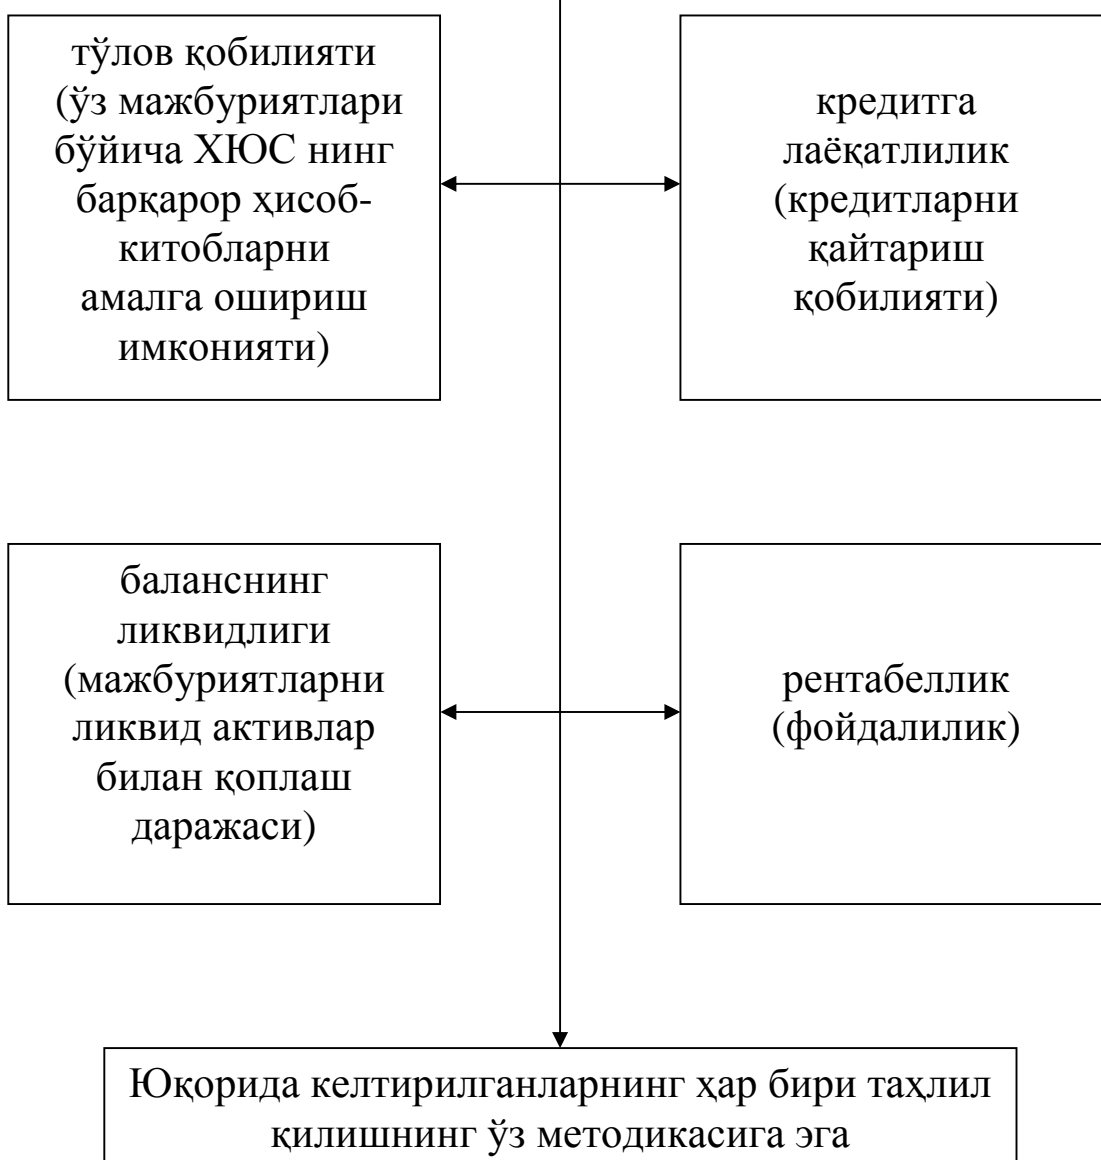 тўлов қобилияти
(ўз мажбуриятлари
бўйича ХЮС нинг
барқарор ҳисоб-
китобларни
амалга ошириш
имконияти)
кредитга
лаёқатлилик
(кредитларни
қайтариш
қобилияти)
баланснинг
ликвидлиги
(мажбуриятларни
ликвид активлар
билан қоплаш
даражаси)
рентабеллик
(фойдалилик)
Юқорида келтирилганларнинг ҳар бири таҳлил
қилишнинг ўз методикасига эга